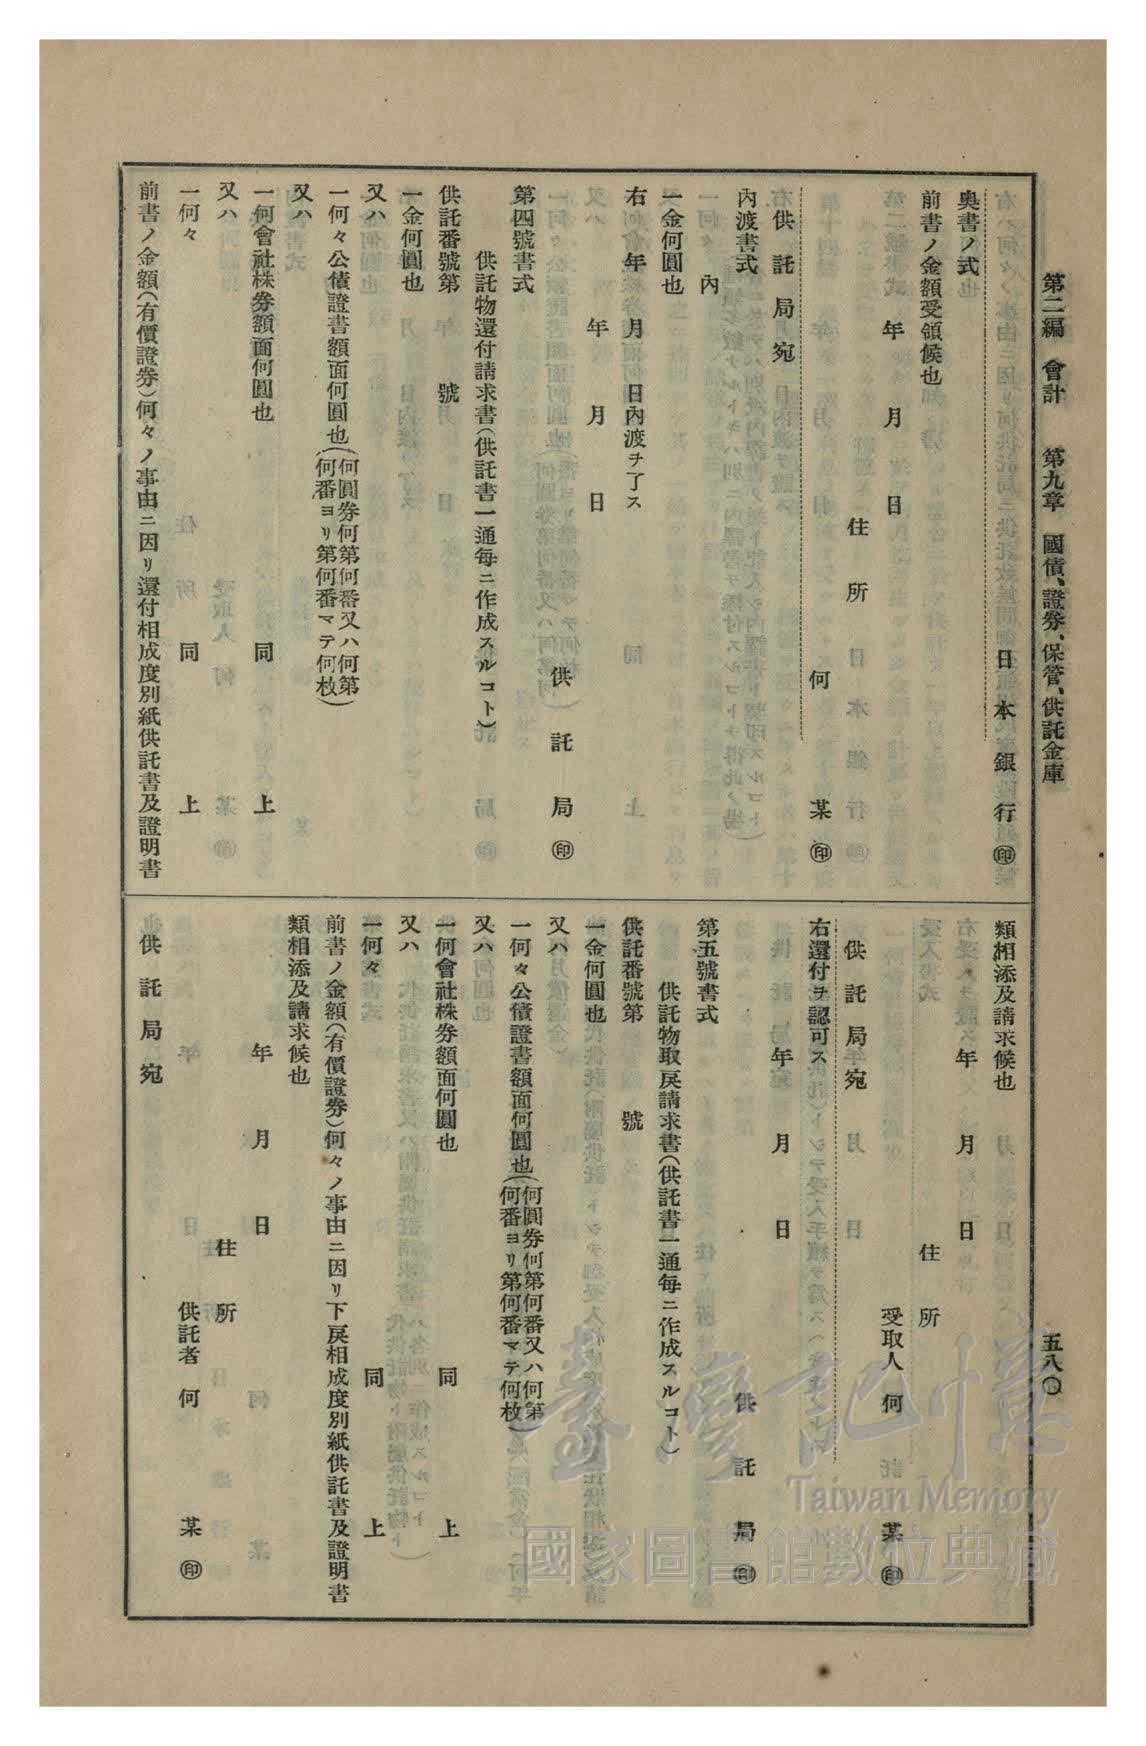 第二編　會計　第九章　國債、證券、保管、供託金庫
五八〇
日本銀行㊞
奥書ノ式
前書ノ金額受領候也
年　月　日
住所
何　某㊞
供託局宛
內渡書式
內
一金何圓也
右　年　月　日內渡ヲ了ス
年　月　日
供託局㊞
第四號書式
供託物還付請求書(供託書一通每ニ作成スルコト)
供託番號第　號
一金何圓也
又ハ
一何々公債證書額面何圓也(何圓券何第何番又ハ何第
何番ヨリ第何番マテ何枚)
又ハ
一何會社株券額面何圓也　同　上
又ハ
一何々　同　上
前書ノ金額(有價證券)何々ノ事由ニ因リ還付相成度別紙供託書及證明書
類相添及請求候也
年　月　日
住所
受取人　何　某㊞
供託局宛
右還付ヲ認可ス
年　月　日
供託局㊞
第五號書式
供託物取戾請求書(供託書一通每ニ作成スルコト)
供託番號第　號
一金何圓也
又ハ
一何々公債證書額面何圓也(何圓券何第何番又ハ何第
何番ヨリ第何番マテ何枚)
又ハ
一何會社株券額面何圓也　同　上
又ハ
一何々　同　上
前書ノ金額(有價證券)何々ノ事由ニ因リ下戾相成度別紙供託書及證明書
類相添及請求候也
年　月　日
住所
供託者　何　某㊞
供託局宛
臺灣記憶
Taiwan Memory
國家圖書館數位典藏